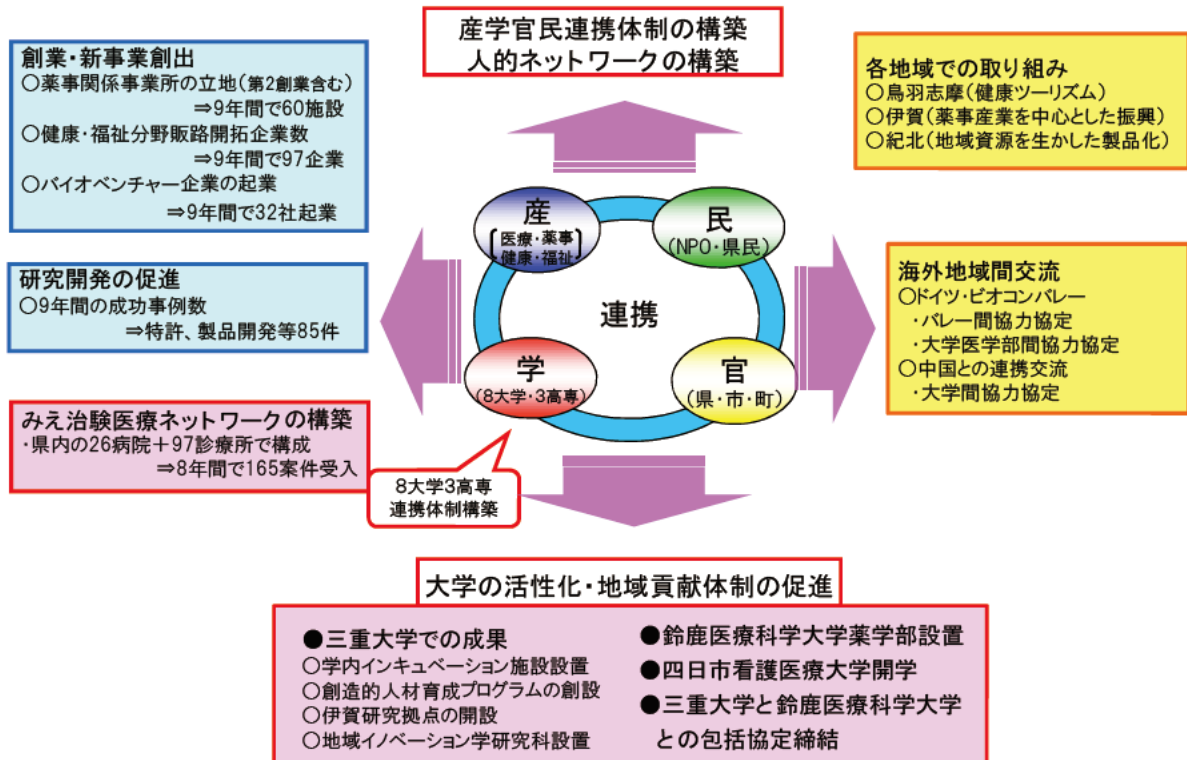 産学官民連携体制の構築
人的ネットワークの構築
創業・新事業創出
○薬事関係事業所の立地(第2創業含む)
⇒9年間で60施設
○健康・福祉分野販路開拓企業数
⇒9年間で97企業
○バイオベンチャー企業の起業
⇒9年間で32社起業
研究開発の促進
○9年間の成功事例数
⇒特許、製品開発等85件
みえ治験医療ネットワークの構築
・県内の26病院＋97診療所で構成
⇒8年間で165案件受入
産
医療・薬事
健康・福祉
民
(NPO・県民)
連携
学
(8大学・3高専)
官
(県・市・町)
8大学3高専
連携体制構築
各地域での取り組み
○鳥羽志摩(健康ツーリズム)
○伊賀(薬事産業を中心とした振興)
○紀北(地域資源を生かした製品化)
海外地域間交流
○ドイツ・ビオコンバレー
・バレー間協力協定
・大学医学部間協力協定
○中国との連携交流
・大学間協力協定
大学の活性化・地域貢献体制の促進
●三重大学での成果
○学内インキュベーション施設設置
○創造的人材育成プログラムの創設
○伊賀研究拠点の開設
○地域イノベーション学研究科設置
●鈴鹿医療科学大学薬学部設置
●四日市看護医療大学開学
●三重大学と鈴鹿医療科学大学
との包括協定締結